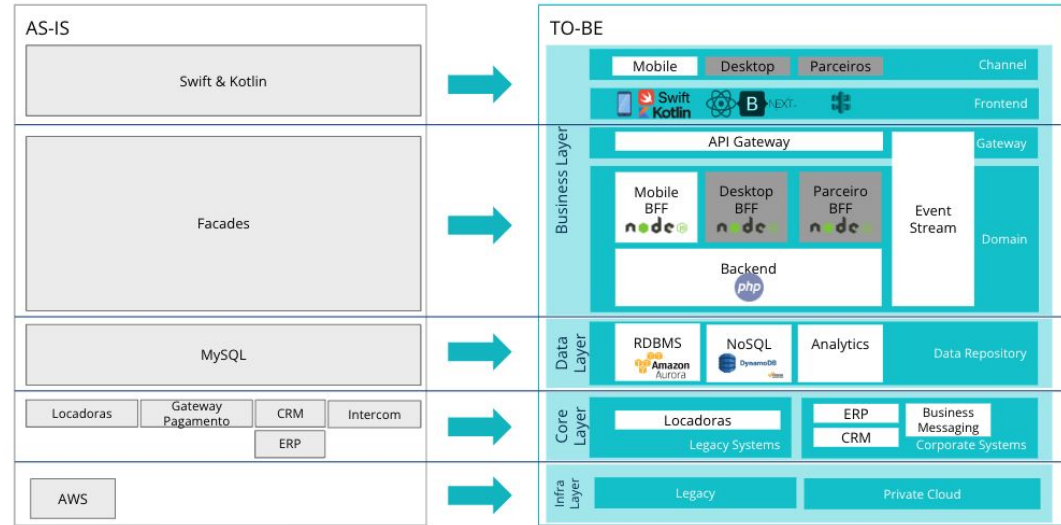 AS-IS
Swift & Kotlin
Facades
MySQL
Locadoras
Gateway
Pagamento
CRM
Intercom
ERP
AWS
TO-BE
Business Layer
Mobile
Desktop
Parceiros
Channel
Swift
Kotlin
B
NEXT
Frontend
API Gateway
Gateway
Mobile
BFF
node
Desktop
BFF
node
Parceiro
BFF
node
Event
Stream
Domain
Backend
php
Data
Layer
RDBMS
Amazon
Aurora
NoSQL
DynamoDB
Analytics
Data Repository
Core
Layer
Locadoras
Legacy Systems
ERP
CRM
Business
Messaging
Corporate Systems
Infra
Layer
Legacy
Private Cloud